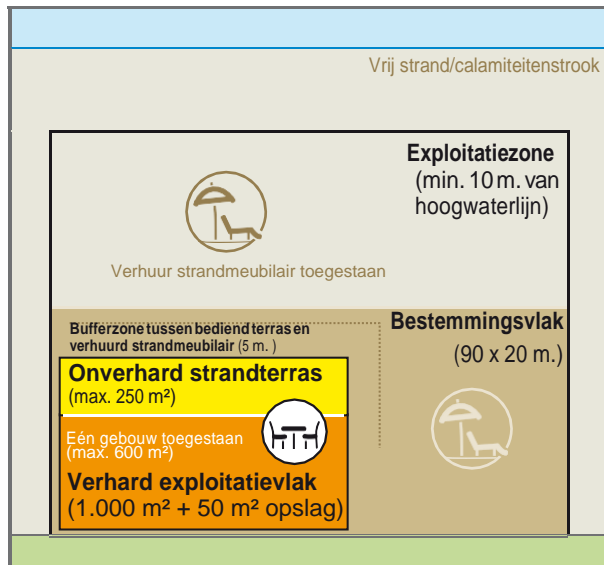 Vrij strand/calamiteitenstrook
Exploitatiezone
(min. 10 m. van
hoogwaterlijn)
Verhuur strandmeubilair toegestaan
Bufferzone tussen bediend terras en
verhuurd strandmeubilair (5 m. )
Bestemmingsvlak
(90 x 20 m.)
Onverhard strandterras
(max. 250 m²)
Eén gebouw toegestaan
(max. 600 m²)
Verhard exploitatievlak
(1.000 m² + 50 m² opslag)